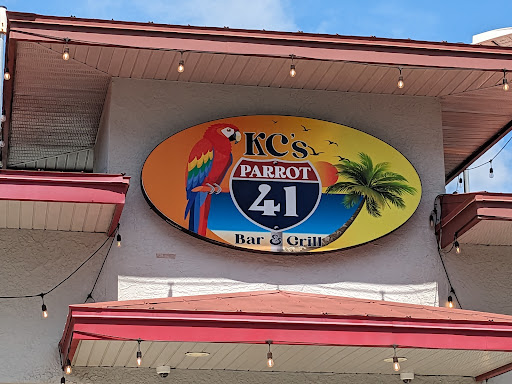 KC's
PARROT
41
Bar & Grill